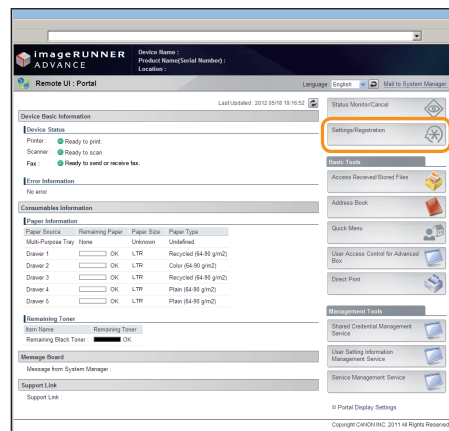 imageRUNNER
ADVANCE
Device Name :
Product Name(Serial Number) :
Location :
Remote UI : Portal
Language: English Mail to System Manager
Last Updated : 2012 05/18 19:16:52
Device Basic Information
Device Status
Printer : Ready to print.
Scanner : Ready to scan.
Fax : Ready to send or receive fax.
Error Information
No error
Consumables Information
Paper Information
Paper Source Remaining Paper Paper Size Paper Type
Multi-Purpose Tray None Unknown Undefined
Drawer 1 OK LTR Recycled (64-90 g/m2)
Drawer 2 OK LTR Color (64-90 g/m2)
Drawer 3 OK LTR Recycled (64-90 g/m2)
Drawer 4 OK LTR Plain (64-90 g/m2)
Drawer 5 OK LTR Plain (64-90 g/m2)
Remaining Toner
Item Name Remaining Toner
Remaining Black Toner : OK
Message Board
Message from System Manager :
Support Link
Support Link :
Status Monitor/Cancel
Settings/Registration
Basic Tools
Access Received/Stored Files
Address Book
Quick Menu
User Access Control for Advanced
Box
Direct Print
Management Tools
Shared Credential Management
Service
User Setting Information
Management Service
Service Management Service
Portal Display Settings
Copyright CANON INC. 2011 All Rights Reserved